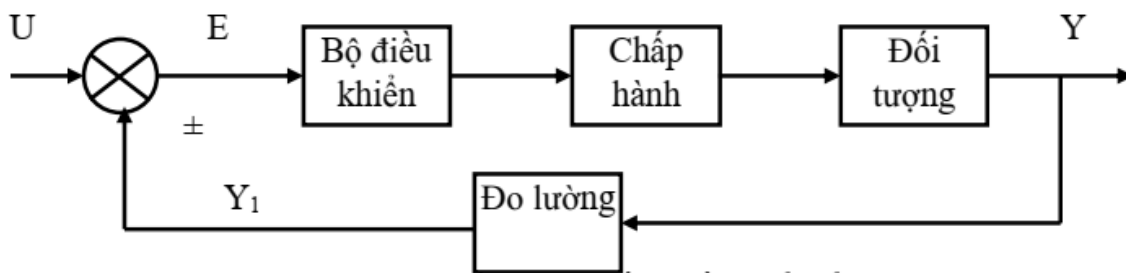 U
E
Bộ điều
khiển
Chấp
hành
Đối
tượng
Y
±
Y₁
Đo lường